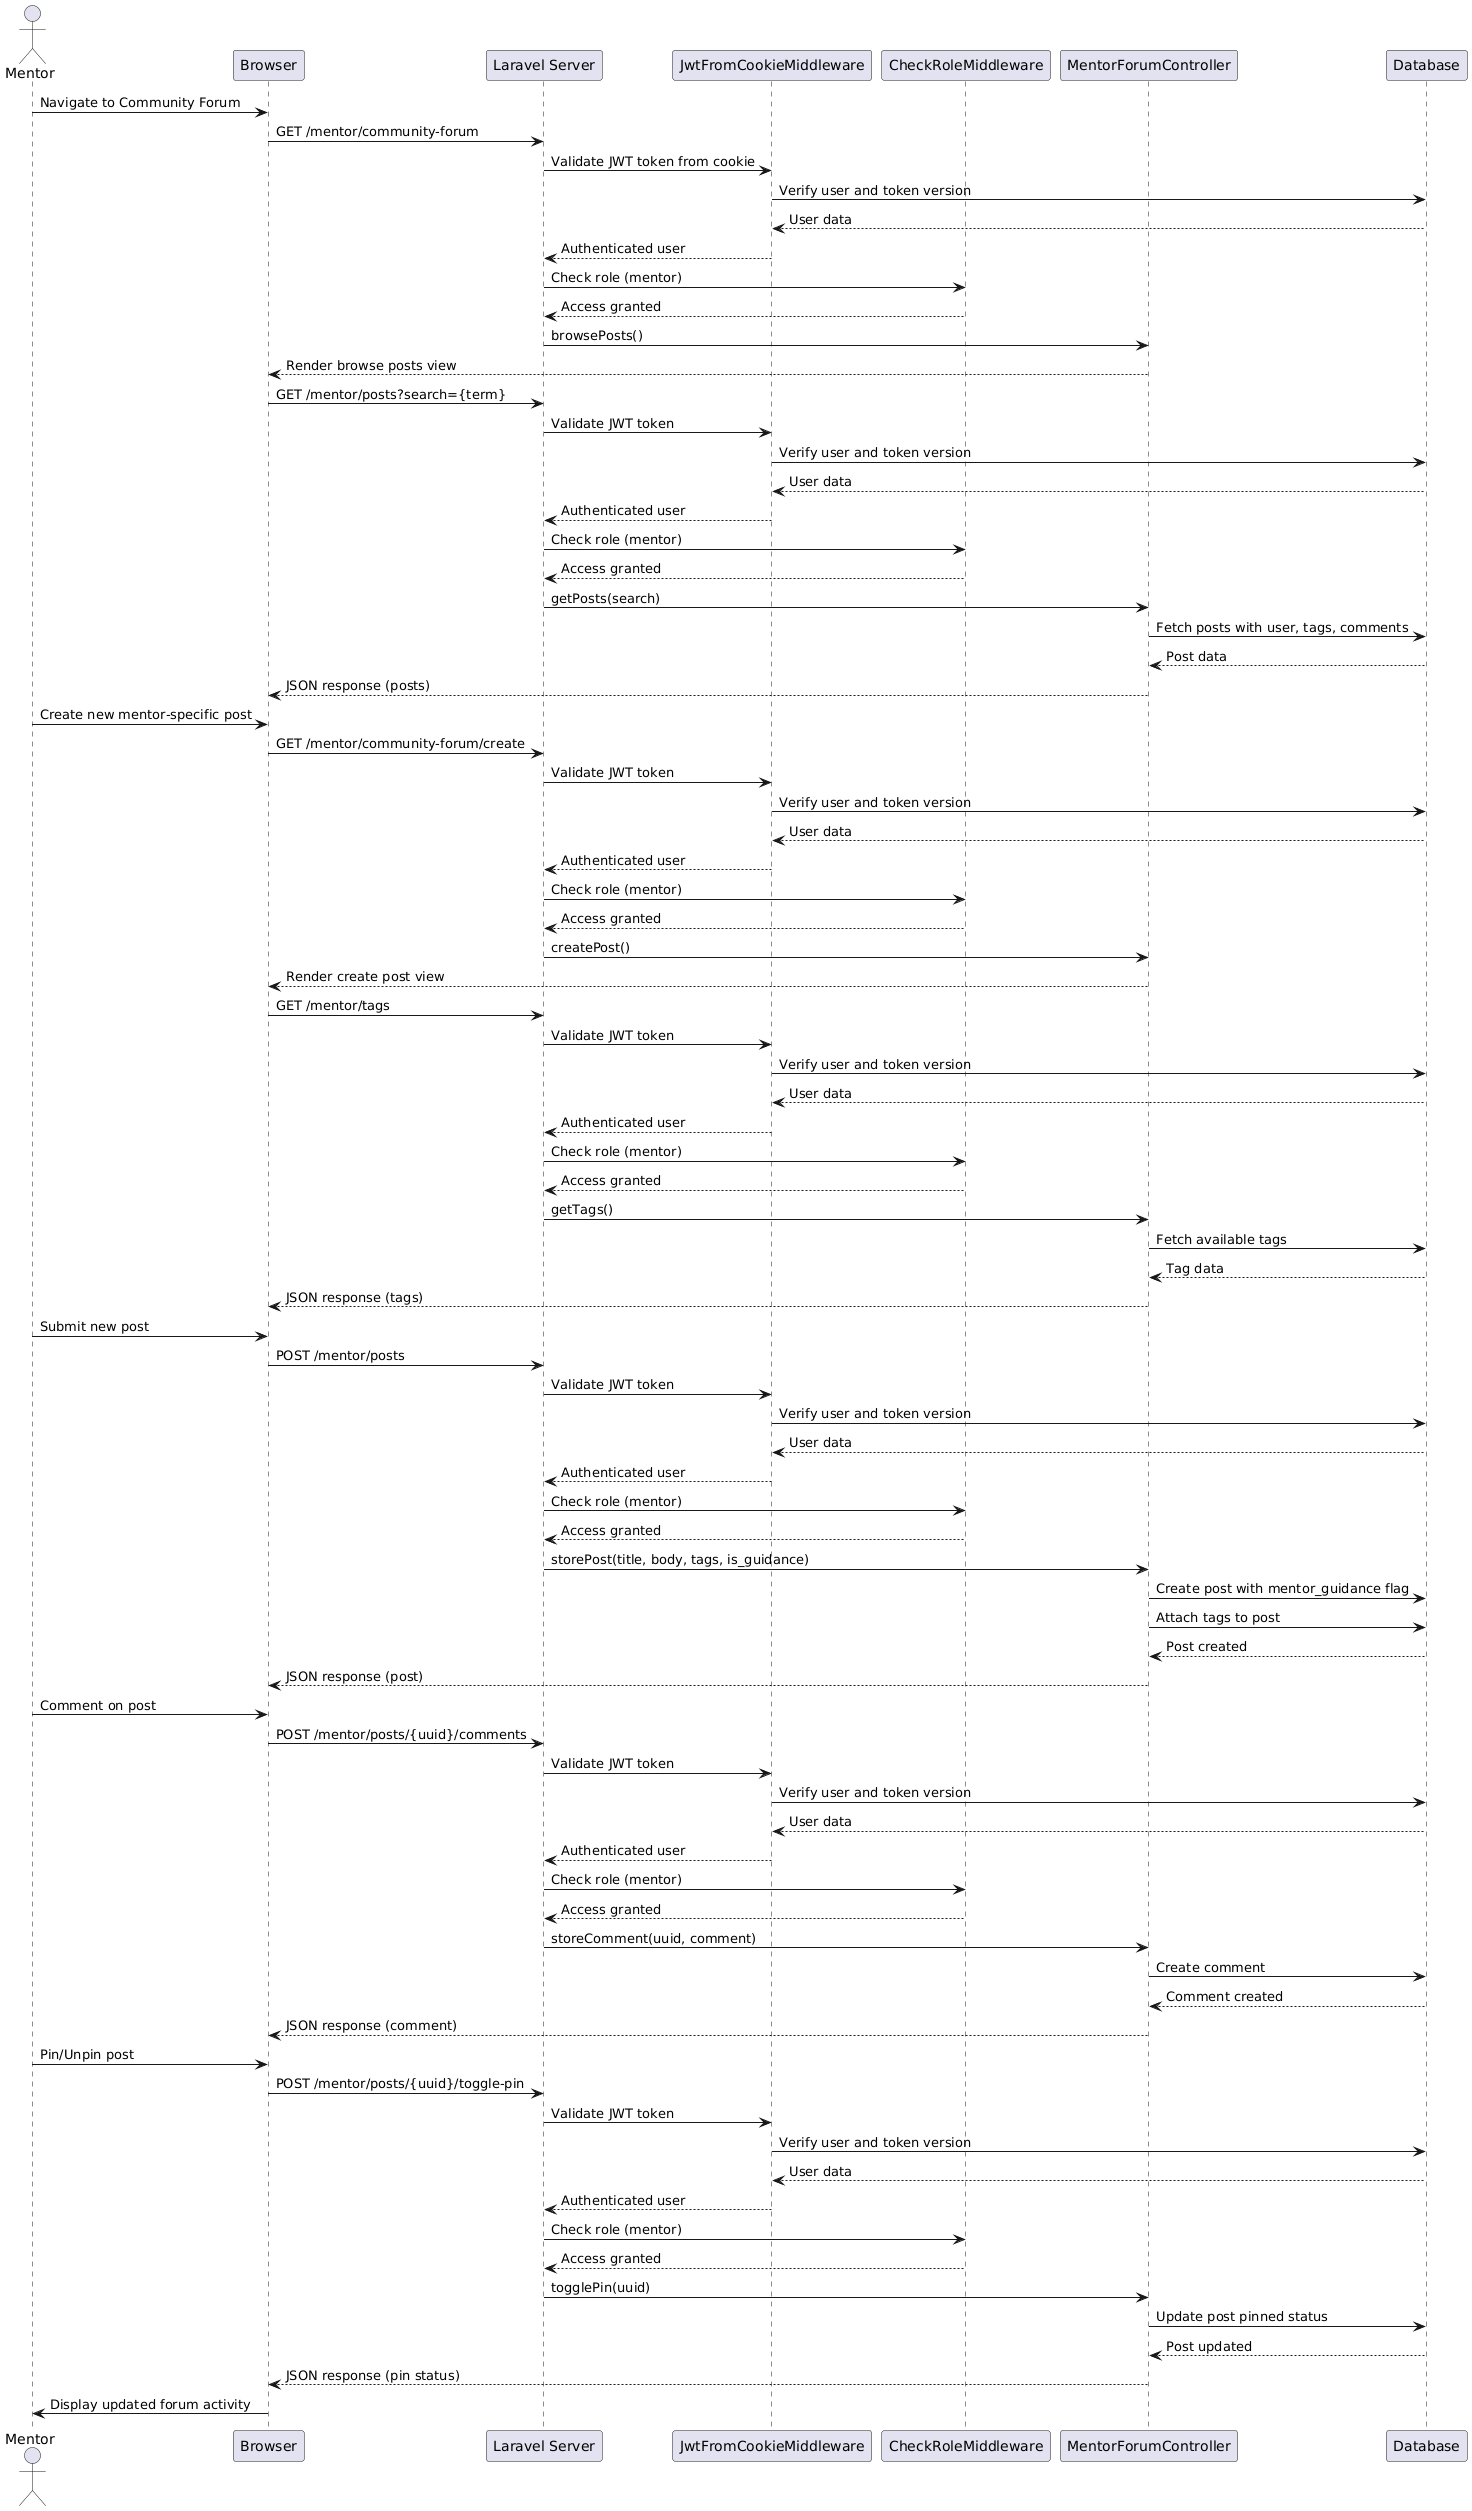 Mentor
Browser
Laravel Server
JwtFromCookieMiddleware
CheckRoleMiddleware
MentorForumController
Database
Navigate to Community Forum
GET /mentor/community-forum
Validate JWT token from cookie
Verify user and token version
User data
Authenticated user
Check role (mentor)
Access granted
browsePosts()
Render browse posts view
GET /mentor/posts?search={term}
Validate JWT token
Verify user and token version
User data
Authenticated user
Check role (mentor)
Access granted
getPosts(search)
Fetch posts with user, tags, comments
Post data
JSON response (posts)
Create new mentor-specific post
GET /mentor/community-forum/create
Validate JWT token
Verify user and token version
User data
Authenticated user
Check role (mentor)
Access granted
createPost()
Render create post view
GET /mentor/tags
Validate JWT token
Verify user and token version
User data
Authenticated user
Check role (mentor)
Access granted
getTags()
Fetch available tags
Tag data
JSON response (tags)
Submit new post
POST /mentor/posts
Validate JWT token
Verify user and token version
User data
Authenticated user
Check role (mentor)
Access granted
storePost(title, body, tags, is_guidance)
Create post with mentor_guidance flag
Attach tags to post
Post created
JSON response (post)
Comment on post
POST /mentor/posts/{uuid}/comments
Validate JWT token
Verify user and token version
User data
Authenticated user
Check role (mentor)
Access granted
storeComment(uuid, comment)
Create comment
Comment created
JSON response (comment)
Pin/Unpin post
POST /mentor/posts/{uuid}/toggle-pin
Validate JWT token
Verify user and token version
User data
Authenticated user
Check role (mentor)
Access granted
togglePin(uuid)
Update post pinned status
Post updated
JSON response (pin status)
Display updated forum activity
Mentor
Browser
Laravel Server
JwtFromCookieMiddleware
CheckRoleMiddleware
MentorForumController
Database